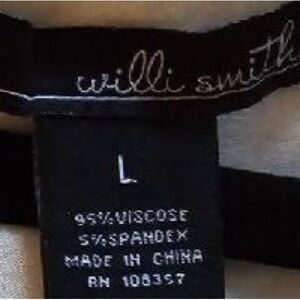 willi smith
L
95% VISCOSE
5% SPANDEX
MADE IN CHINA
RN 108357